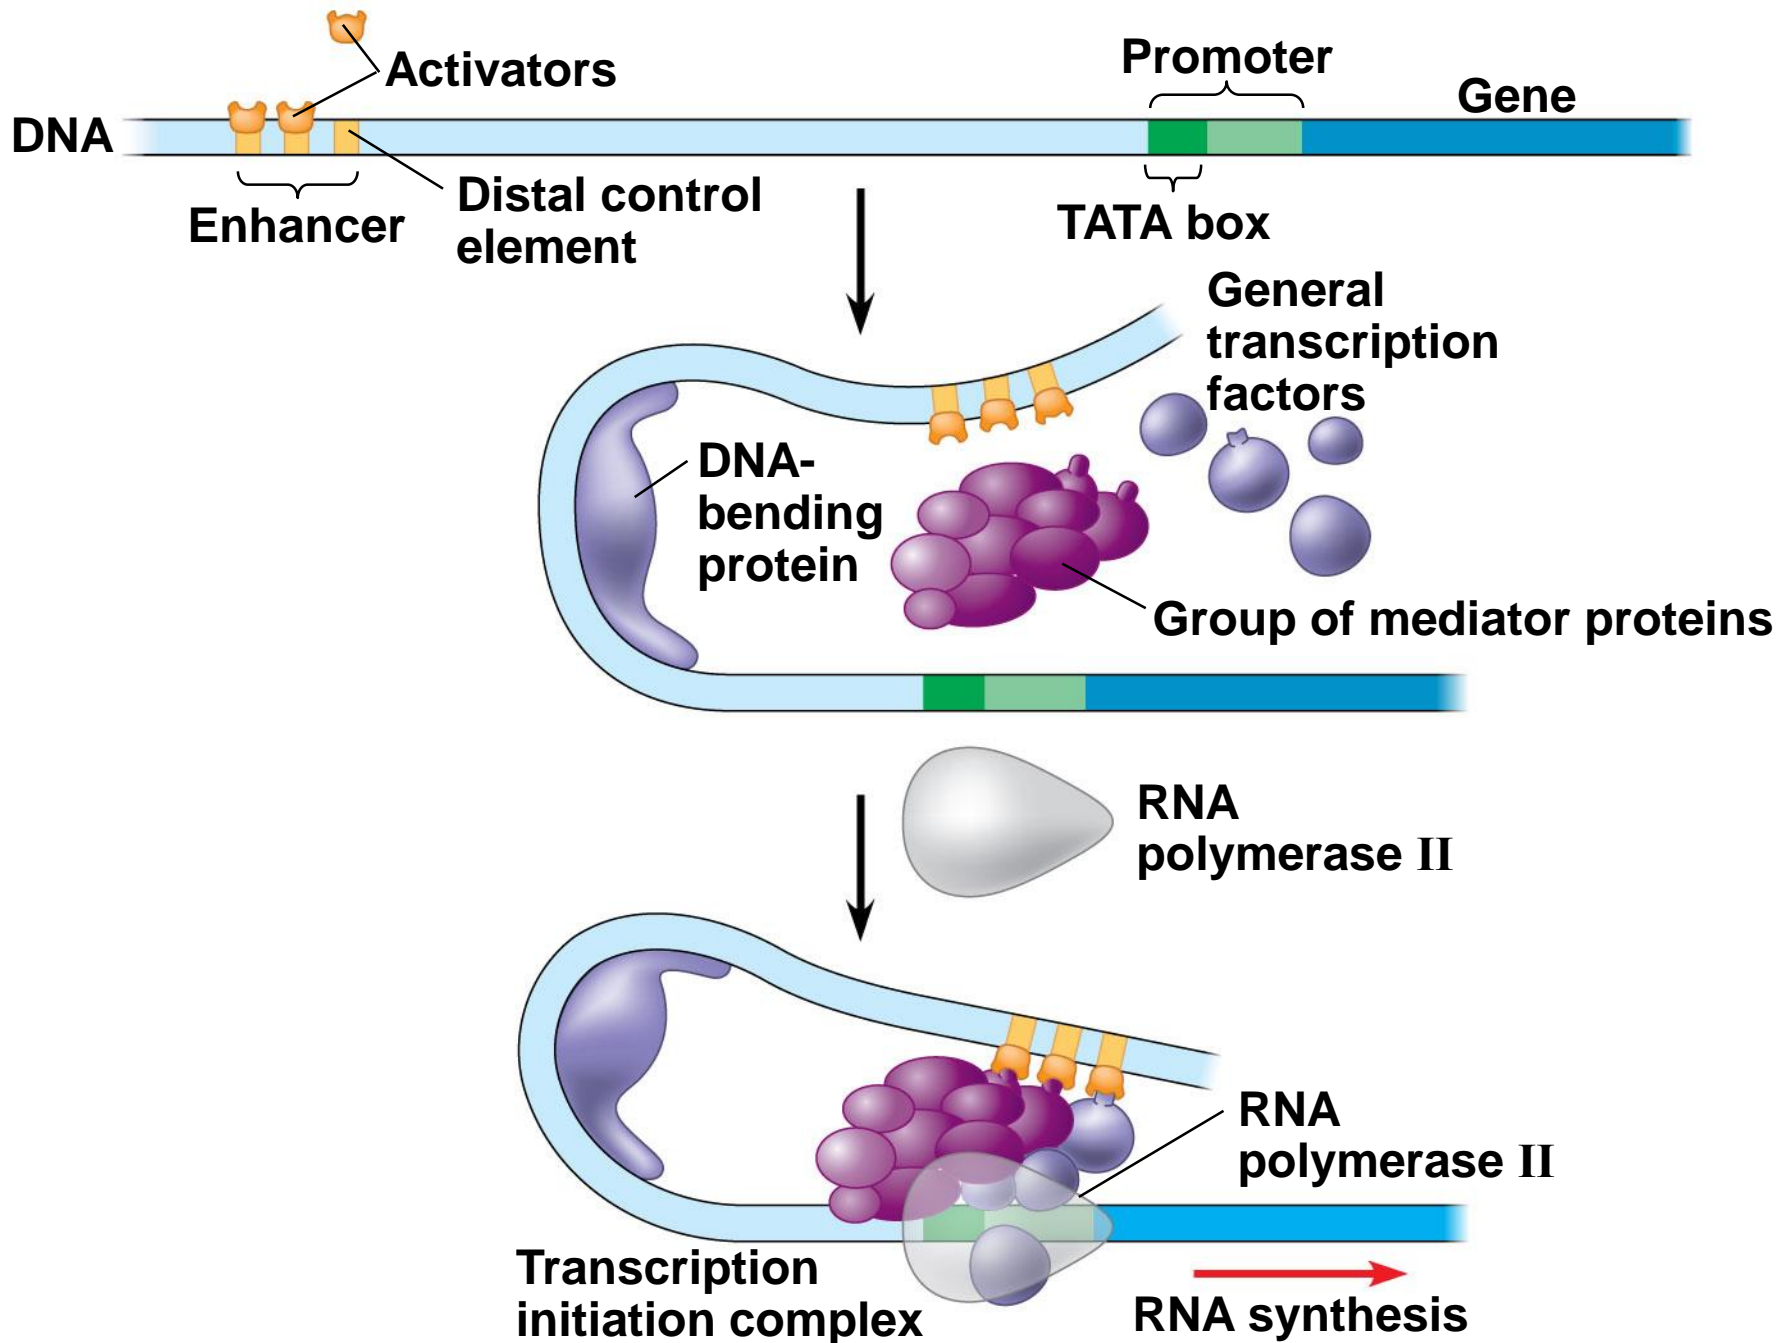 Activators
Promoter
Gene
DNA
Enhancer
Distal control
element
TATA box
General
transcription
factors
DNA-
bending
protein
Group of mediator proteins
RNA
polymerase II
RNA
polymerase II
Transcription
initiation complex
RNA synthesis